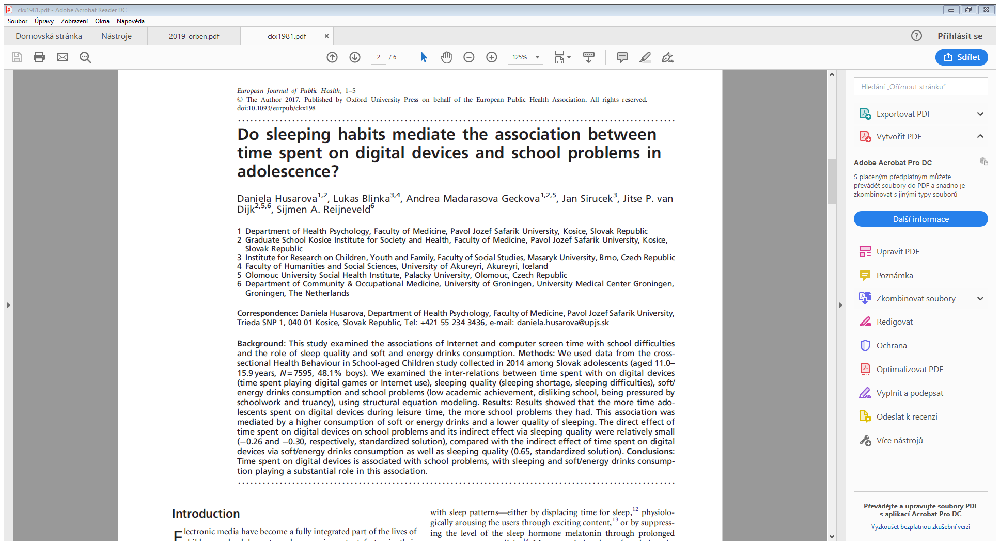 ckx1981.pdf - Adobe Acrobat Reader DC
Soubor Úpravy Zobrazení Okna Nápověda
Domovská stránka Nástroje 2019-orben.pdf ckx1981.pdf × ? Přihlásit se
2 / 6 125% Sdílet
European Journal of Public Health, 1–5
© The Author 2017. Published by Oxford University Press on behalf of the European Public Health Association. All rights reserved.
doi:10.1093/eurpub/ckx198
Do sleeping habits mediate the association between
time spent on digital devices and school problems in
adolescence?
Daniela Husarova1,2, Lukas Blinka3,4, Andrea Madarasova Geckova1,2,5, Jan Sirucek3, Jitse P. van
Dijk2,5,6, Sijmen A. Reijneveld6
1 Department of Health Psychology, Faculty of Medicine, Pavol Jozef Safarik University, Kosice, Slovak Republic
2 Graduate School Kosice Institute for Society and Health, Faculty of Medicine, Pavol Jozef Safarik University, Kosice,
Slovak Republic
3 Institute for Research on Children, Youth and Family, Faculty of Social Studies, Masaryk University, Brno, Czech Republic
4 Faculty of Humanities and Social Sciences, University of Akureyri, Akureyri, Iceland
5 Olomouc University Social Health Institute, Palacky University, Olomouc, Czech Republic
6 Department of Community & Occupational Medicine, University of Groningen, University Medical Center Groningen,
Groningen, The Netherlands
Correspondence: Daniela Husarova, Department of Health Psychology, Faculty of Medicine, Pavol Jozef Safarik University,
Trieda SNP 1, 040 01 Kosice, Slovak Republic, Tel: +421 55 234 3436, e-mail: daniela.husarova@upjs.sk
Background: This study examined the associations of Internet and computer screen time with school difficulties
and the role of sleep quality and soft and energy drinks consumption. Methods: We used data from the cross-
sectional Health Behaviour in School-aged Children study collected in 2014 among Slovak adolescents (aged 11.0–
15.9 years, N = 7595, 48.1% boys). We examined the inter-relations between time spent with on digital devices
(time spent playing digital games or Internet use), sleeping quality (sleeping shortage, sleeping difficulties), soft/
energy drinks consumption and school problems (low academic achievement, disliking school, being pressured by
schoolwork and truancy), using structural equation modeling. Results: Results showed that the more time ado-
lescents spent on digital devices during leisure time, the more school problems they had. This association was
mediated by a higher consumption of soft or energy drinks and a lower quality of sleeping. The direct effect of
time spent on digital devices on school problems and its indirect effect via sleeping quality were relatively small
(−0.26 and −0.30, respectively, standardized solution), compared with the indirect effect of time spent on digital
devices via soft/energy drinks consumption as well as sleeping quality (0.65, standardized solution). Conclusions:
Time spent on digital devices is associated with school problems, with sleeping and soft/energy drinks consump-
tion playing a substantial role in this association.
Introduction
Electronic media have become a fully integrated part of the lives of
with sleep patterns—either by displacing time for sleep,12 physiolo-
gically arousing the users through exciting content,13 or by suppress-
ing the level of the sleep hormone melatonin through prolonged
Hledání „Oříznout stránku"
Exportovat PDF
Vytvořit PDF
Adobe Acrobat Pro DC
S placeným předplatným můžete
převádět soubory do PDF a snadno je
zkombinovat s jinými typy souborů
Další informace
Upravit PDF
Poznámka
Zkombinovat soubory
Redigovat
Ochrana
Optimalizovat PDF
Vyplnit a podepsat
Odeslat k recenzi
Více nástrojů
Převádějte a upravujte soubory PDF
s aplikací Acrobat Pro DC
Vyzkoušet bezplatnou zkušební verzi